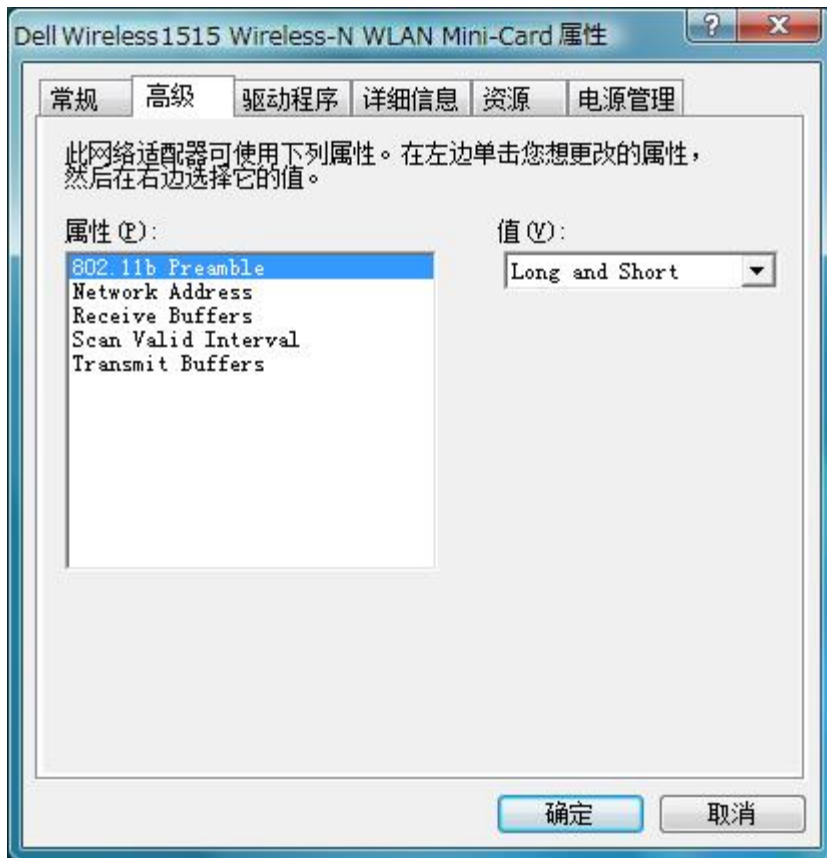 Dell Wireless1515 Wireless-N WLAN Mini-Card 属性
?
常规 高级 驱动程序 详细信息 资源 电源管理
此网络适配器可使用下列属性。在左边单击您想更改的属性，
然后在右边选择它的值。
属性(P):
值(V):
802.11b Preamble
Long and Short
Network Address
Receive Buffers
Scan Valid Interval
Transmit Buffers
确定 取消